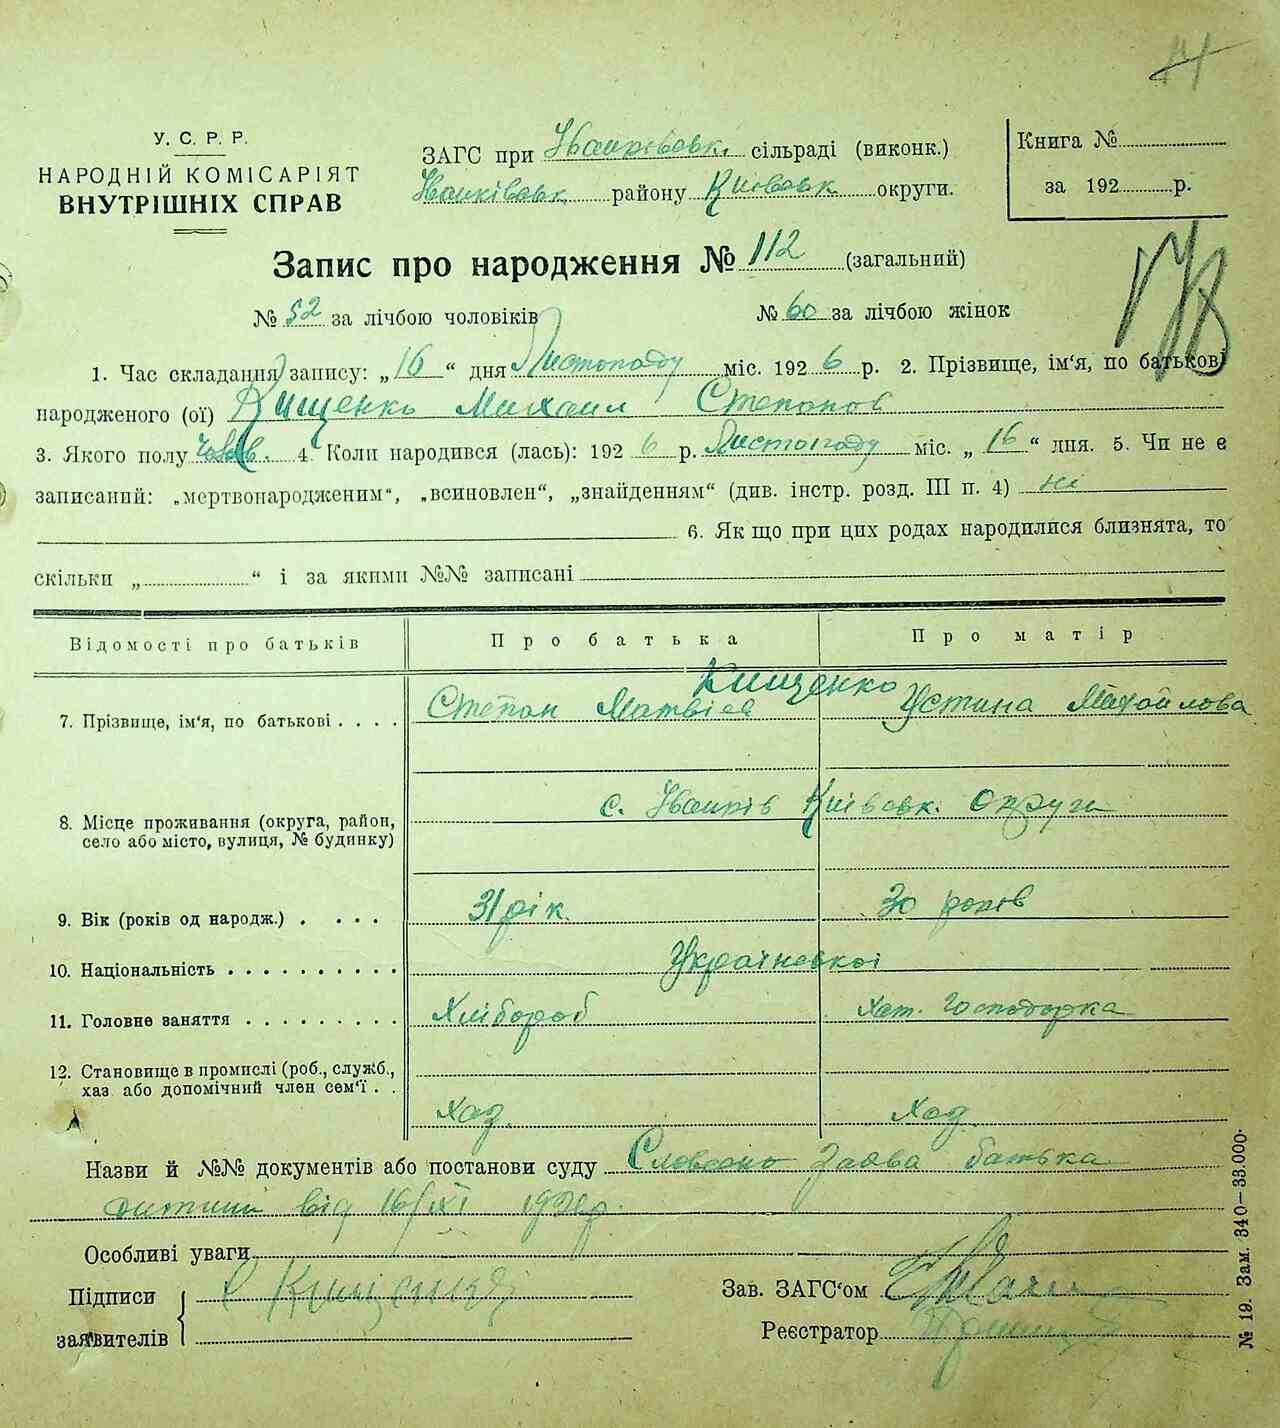 14
У. С. Р. Р.
НАРОДНІЙ КОМІСАРІЯТ
ВНУТРІШНІХ СПРАВ
ЗАГС при Іванківськ. сільраді (виконк.)
Іванківськ району Київськ округи.
Книга №
за 192 р.
Запис про народження № 112 (загальний)
№ 52 за лічбою чоловіків № 60 за лічбою жінок
1. Час складання запису: „16“ дня Листопаду міс. 1926 р. 2. Прізвище, ім‘я, по батькові
народженого (ої) Кищенко Михаил Степанов
3. Якого полу чолов. 4. Коли народився (лась): 1926 р. Листопаду міс. „16“ дня. 5. Чи не є
записаний: „мертвонародженим“, „всиновлен“, „знайденням“ (див. інстр. розд. III п. 4) ні
6. Як що при цих родах народилися близнята, то
скільки „ “ і за якими №№ записані
Відомості про батьків Про батька Про матір
Кищенко
7. Прізвище, ім‘я, по батькові . . . . Степан Матвієв Устина Михайлова
8. Місце проживання (округа, район,
село або місто, вулиця, № будинку)
с. Іванків Київськ. Округи
9. Вік (років од народж.) . . . . 31 рік. 30 років
10. Національність . . . . . . . . . . Української
11. Головне заняття . . . . . . . . . Хлібороб Хат. Господорка
12. Становище в промислі (роб., служб.,
хаз або допомічний член сем‘ї . .
Хаз. Хаз.
Назви й №№ документів або постанови суду Словесно Заява батька
дитини від 16/XI 1926р.
Особливі уваги
Підписи
заявителів
С Кищенко
Зав. ЗАГС‘ом
Реєстратор
№ 19. Зам. 340—33.000.